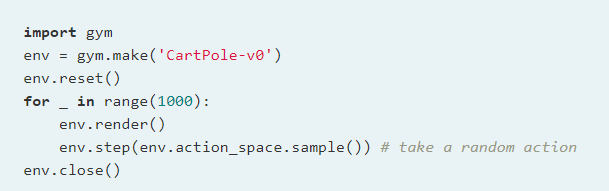 import gym
env = gym.make('CartPole-v0')
env.reset()
for _ in range(1000):
    env.render()
    env.step(env.action_space.sample()) # take a random action
env.close()